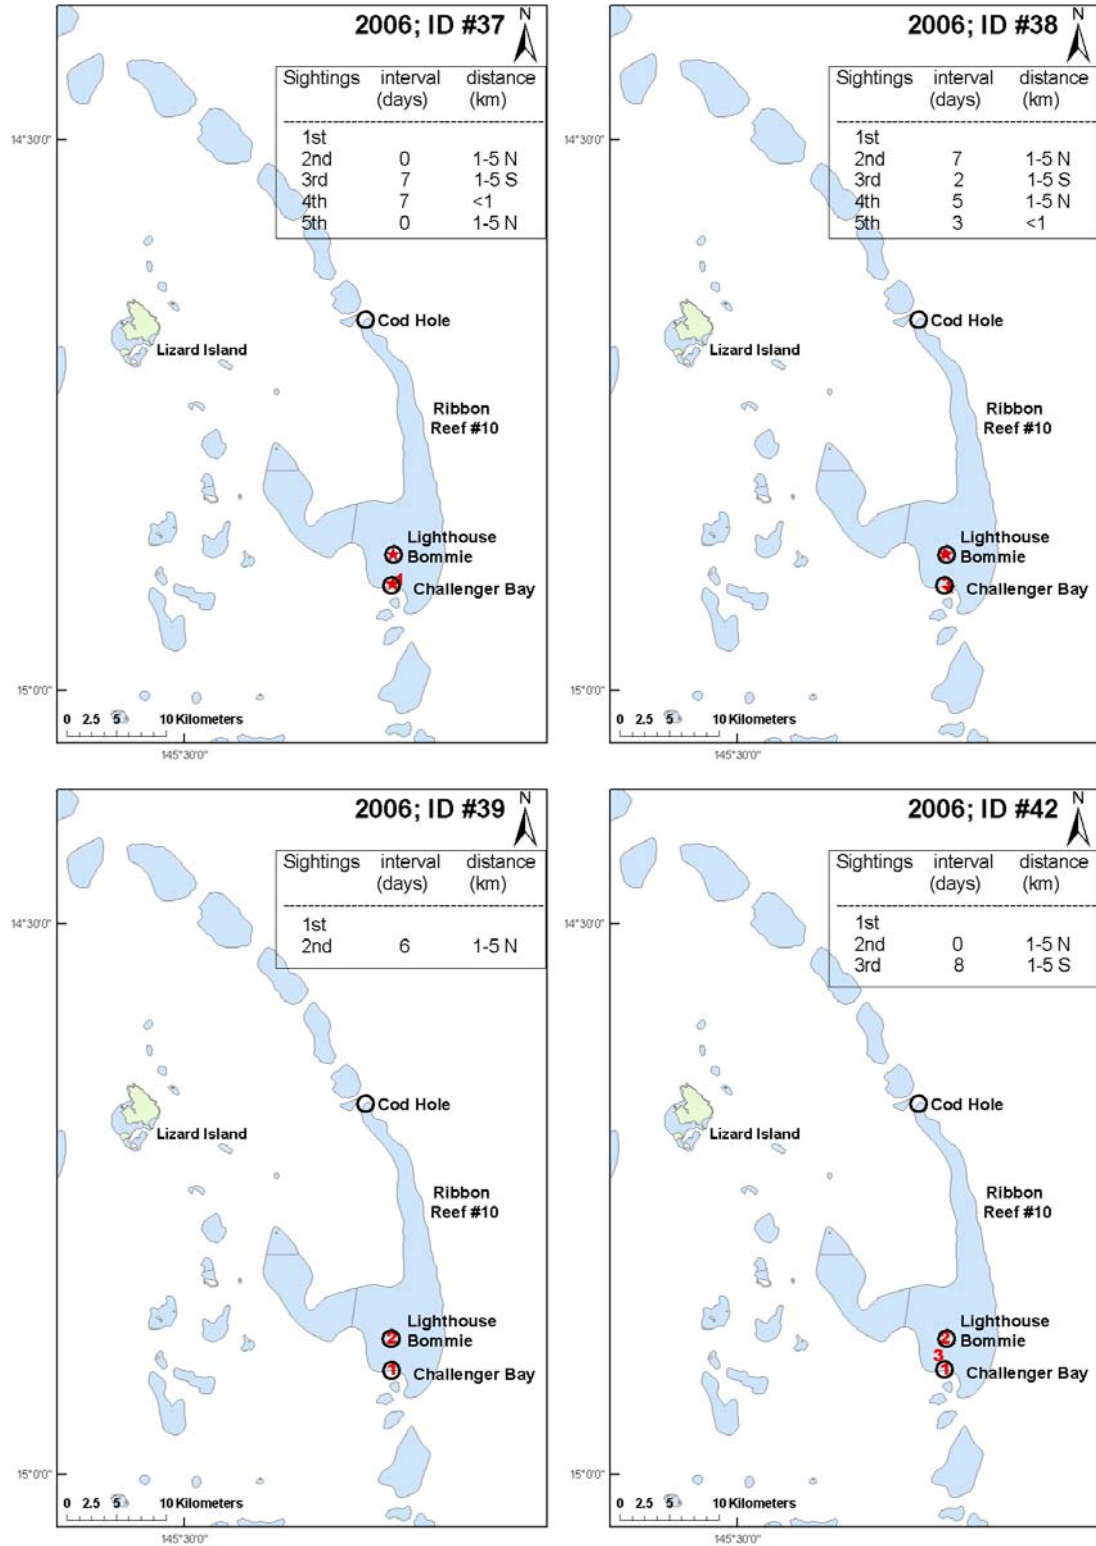 2006; ID #37
N
Sightings interval distance
(days) (km)
1st
2nd 0 1-5 N
3rd 7 1-5 S
4th 7 <1
5th 0 1-5 N
14°30'0"
Cod Hole
Lizard Island
Ribbon
Reef #10
Lighthouse
Bommie
Challenger Bay
15°0'0"
0 2.5 5 10 Kilometers
145°30'0"
2006; ID #38
N
Sightings interval distance
(days) (km)
1st
2nd 7 1-5 N
3rd 2 1-5 S
4th 5 1-5 N
5th 3 <1
14°30'0"
Cod Hole
Lizard Island
Ribbon
Reef #10
Lighthouse
Bommie
3
Challenger Bay
15°0'0"
0 2.5 5 10 Kilometers
145°30'0"
2006; ID #39
N
Sightings interval distance
(days) (km)
1st
2nd 6 1-5 N
14°30'0"
Cod Hole
Lizard Island
Ribbon
Reef #10
Lighthouse
2 Bommie
1 Challenger Bay
15°0'0"
0 2.5 5 10 Kilometers
145°30'0"
2006; ID #42
N
Sightings interval distance
(days) (km)
1st
2nd 0 1-5 N
3rd 8 1-5 S
14°30'0"
Cod Hole
Lizard Island
Ribbon
Reef #10
Lighthouse
2 Bommie
3
1 Challenger Bay
15°0'0"
0 2.5 5 10 Kilometers
145°30'0"